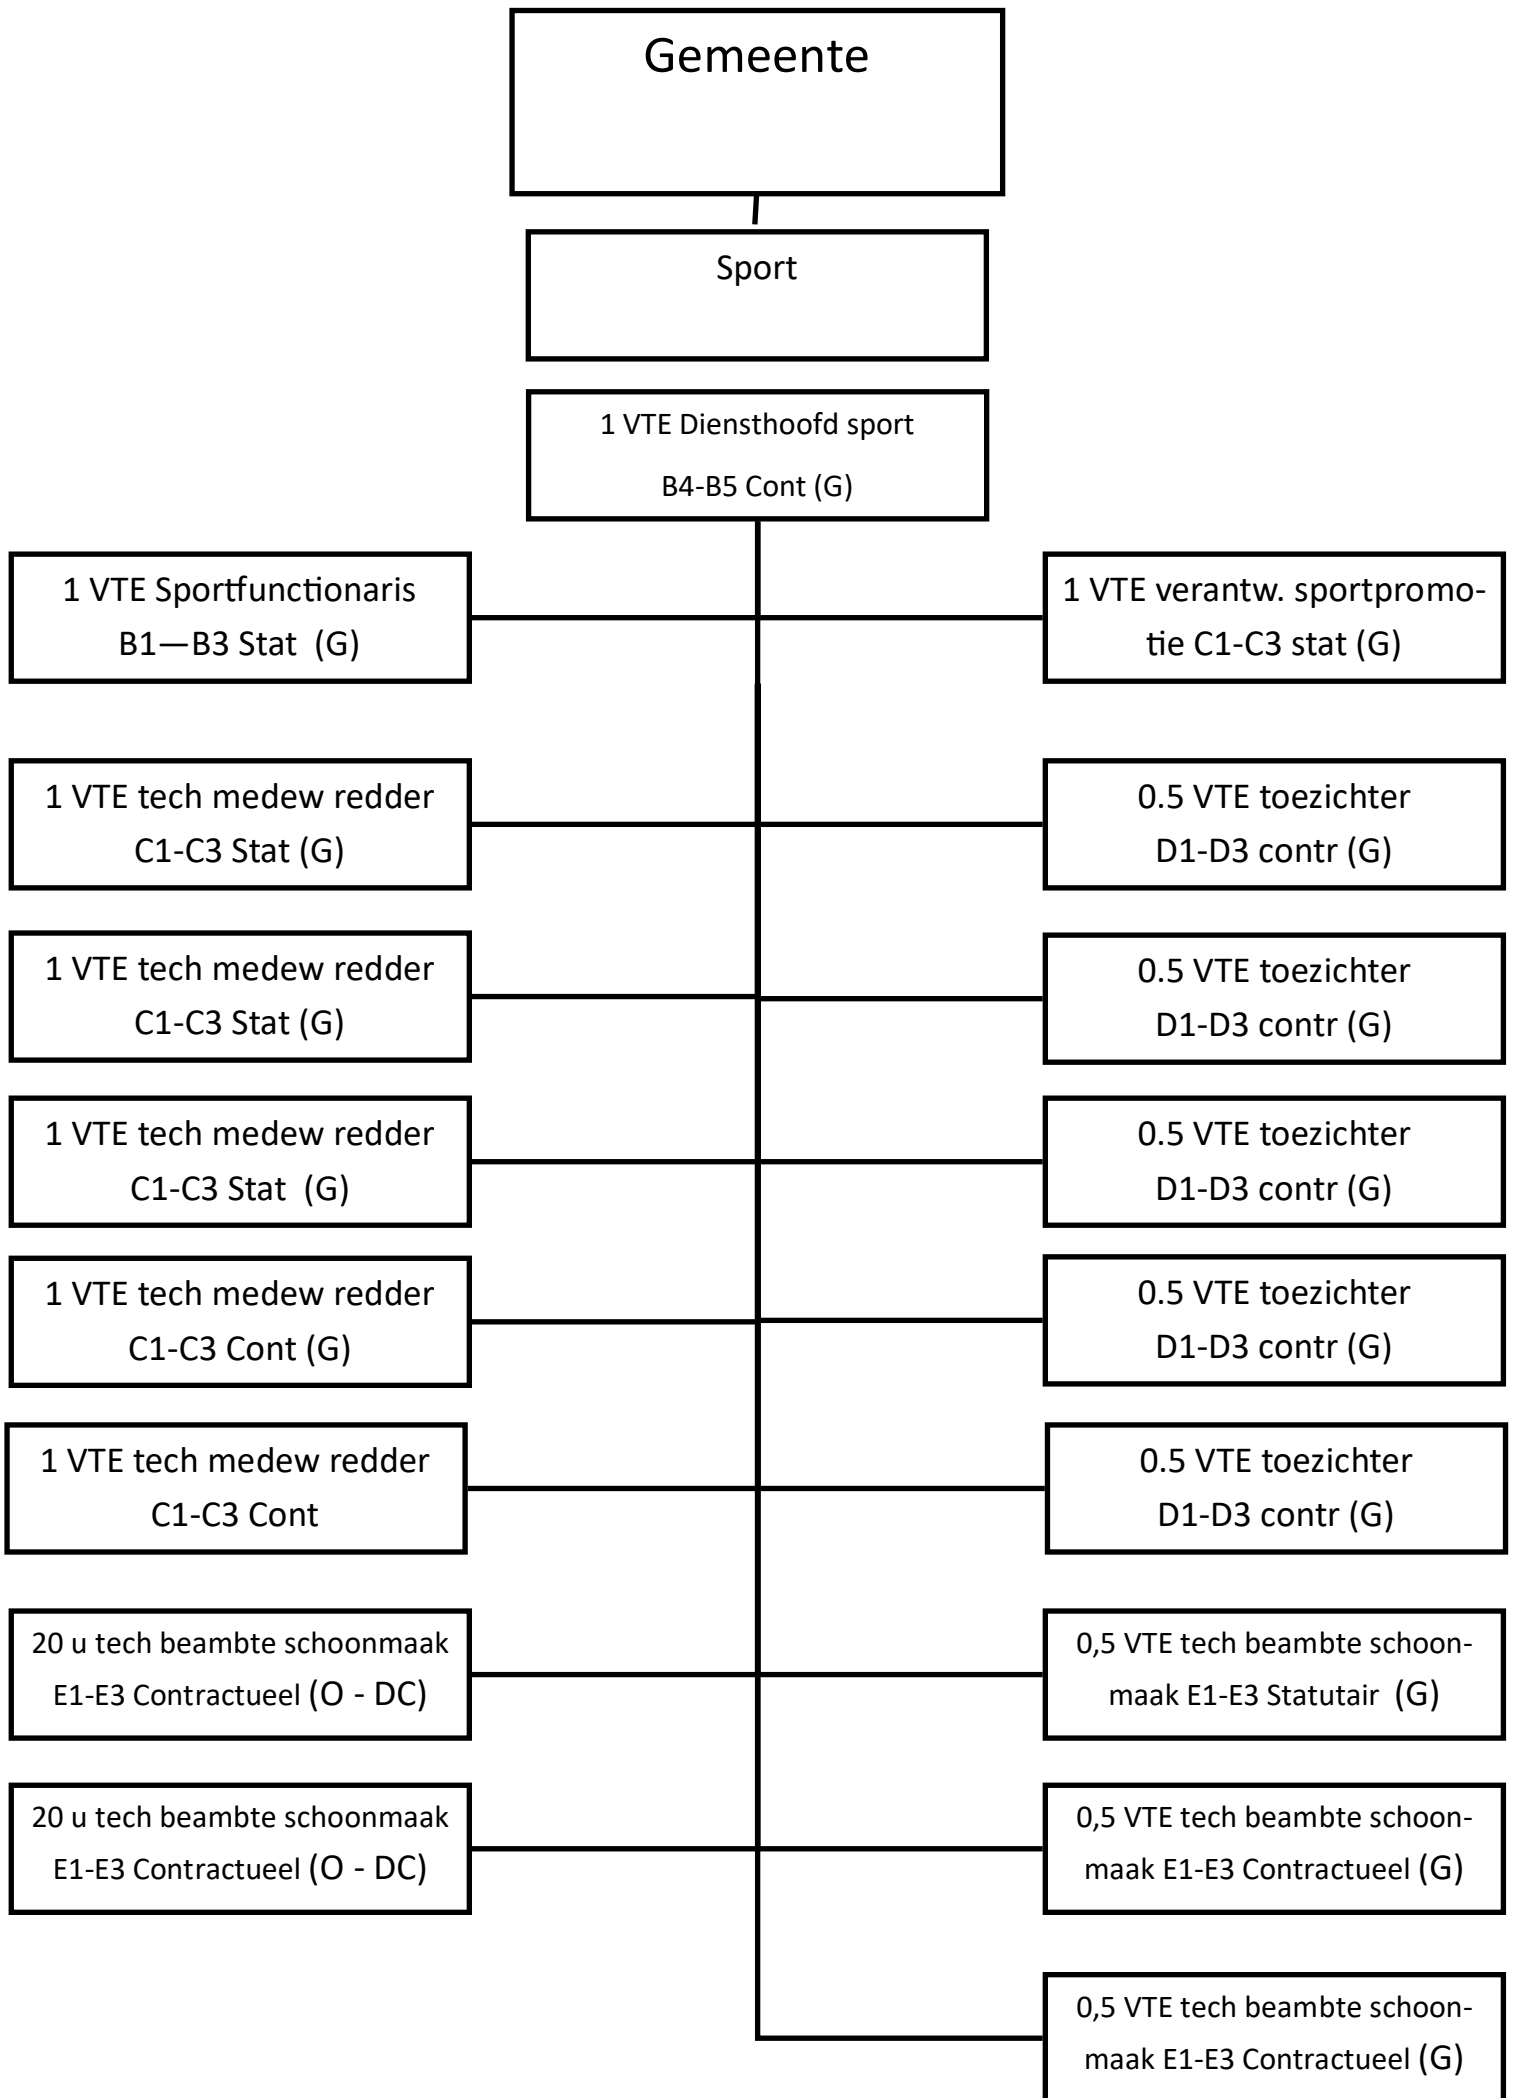 Gemeente
Sport
1 VTE Diensthoofd sport
B4-B5 Cont (G)
1 VTE Sportfunctionaris
B1—B3 Stat  (G)
1 VTE verantw. sportpromo-
tie C1-C3 stat (G)
1 VTE tech medew redder
C1-C3 Stat (G)
0.5 VTE toezichter
D1-D3 contr (G)
1 VTE tech medew redder
C1-C3 Stat (G)
0.5 VTE toezichter
D1-D3 contr (G)
1 VTE tech medew redder
C1-C3 Stat  (G)
0.5 VTE toezichter
D1-D3 contr (G)
1 VTE tech medew redder
C1-C3 Cont (G)
0.5 VTE toezichter
D1-D3 contr (G)
1 VTE tech medew redder
C1-C3 Cont
0.5 VTE toezichter
D1-D3 contr (G)
20 u tech beambte schoonmaak
E1-E3 Contractueel (O - DC)
0,5 VTE tech beambte schoon-
maak E1-E3 Statutair  (G)
20 u tech beambte schoonmaak
E1-E3 Contractueel (O - DC)
0,5 VTE tech beambte schoon-
maak E1-E3 Contractueel (G)
0,5 VTE tech beambte schoon-
maak E1-E3 Contractueel (G)